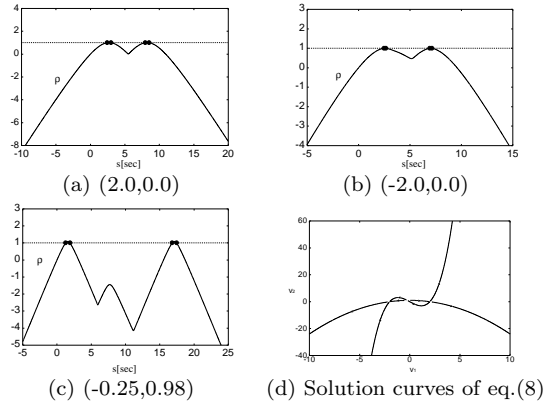 4
2
0
-2
-4
-6
-8
ρ
-10 -5 0 5 10 15 20
s[sec]
(a) (2.0,0.0)
3
2
1
0
-1
-2
-3
-4
ρ
-5 0 5 10 15
s[sec]
(b) (-2.0,0.0)
3
2
1
0
-1
-2
-3
-4
-5
ρ
-5 0 5 10 15 20 25
s[sec]
(c) (-0.25,0.98)
60
40
20
0
-20
-40
-10 -5 0 5 10
v₁
(d) Solution curves of eq.(8)